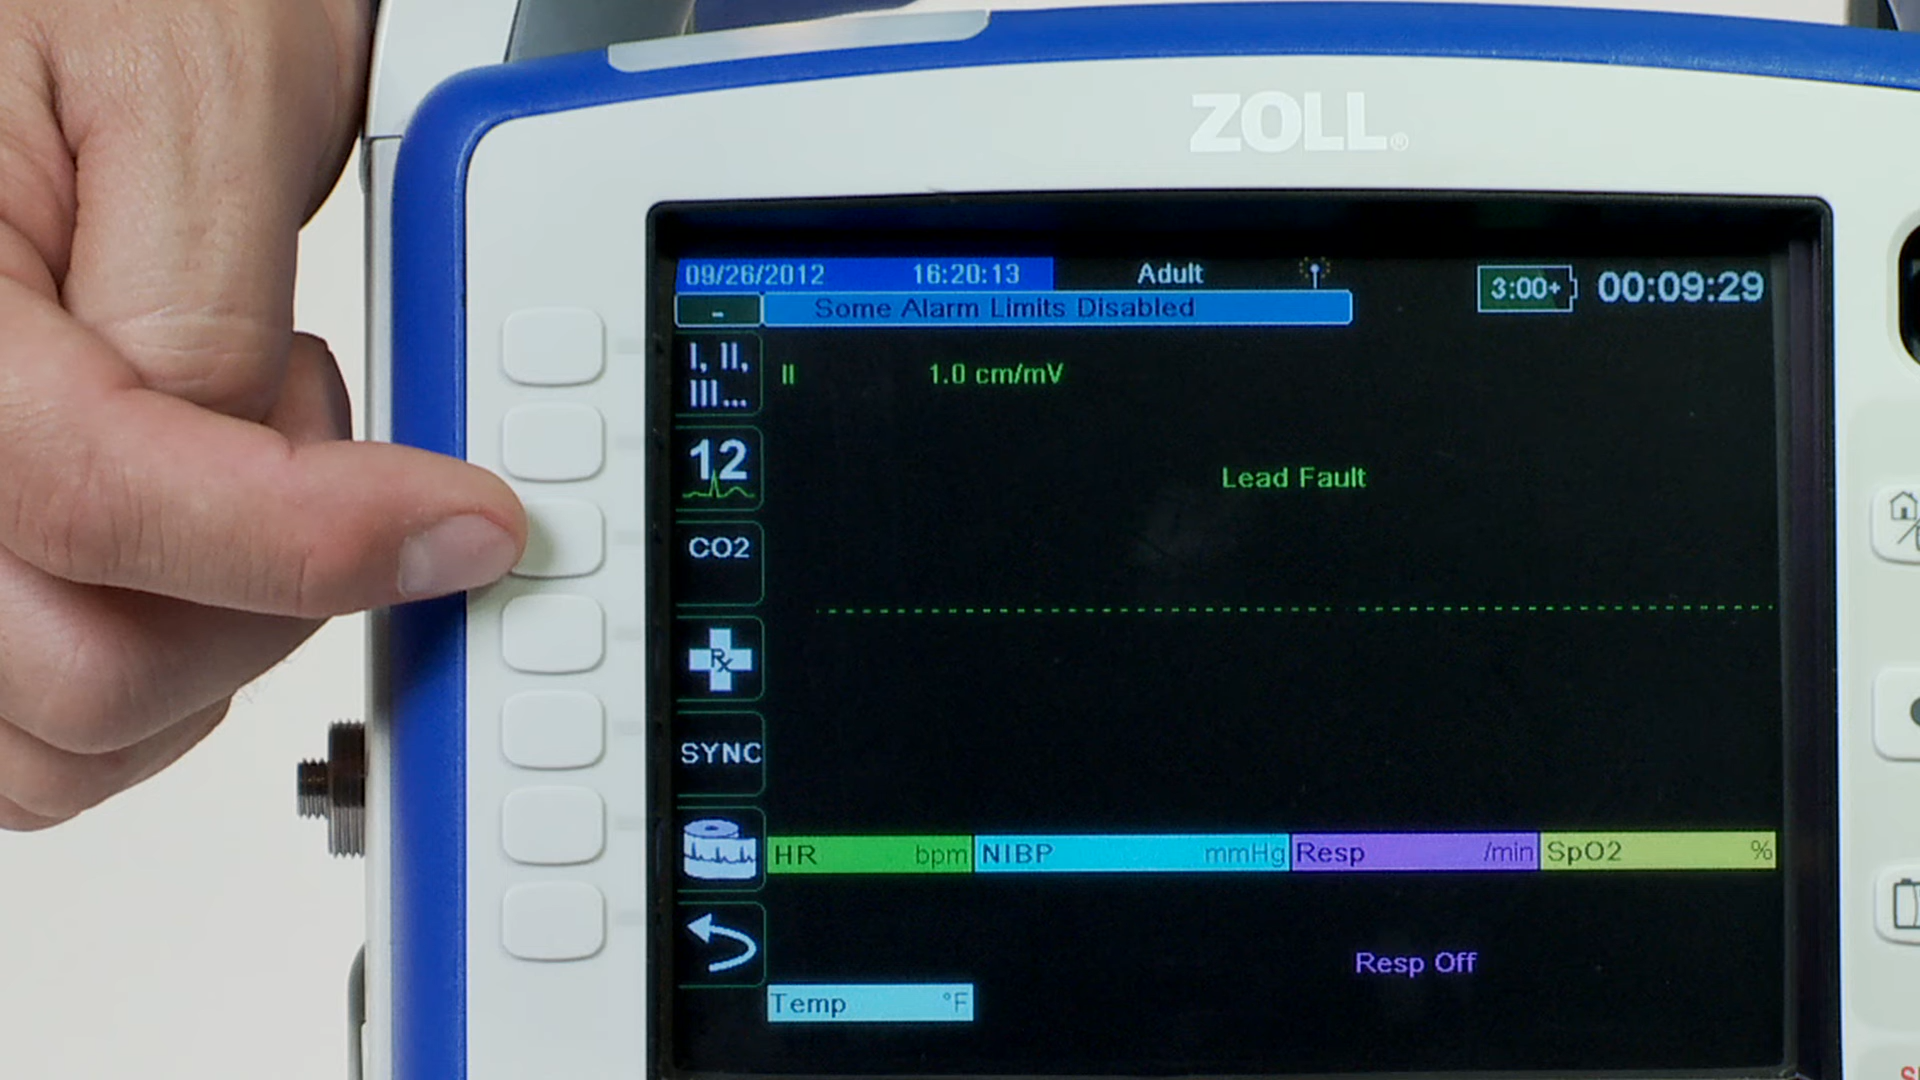 ZOLL®
09/26/2012 16:20:13 Adult 3:00+ 00:09:29
- Some Alarm Limits Disabled
I, II,
III...
II 1.0 cm/mV
12
Lead Fault
CO2
Rx
SYNC
HR bpm NIBP mmHg Resp /min SpO2 %
Resp Off
Temp °F